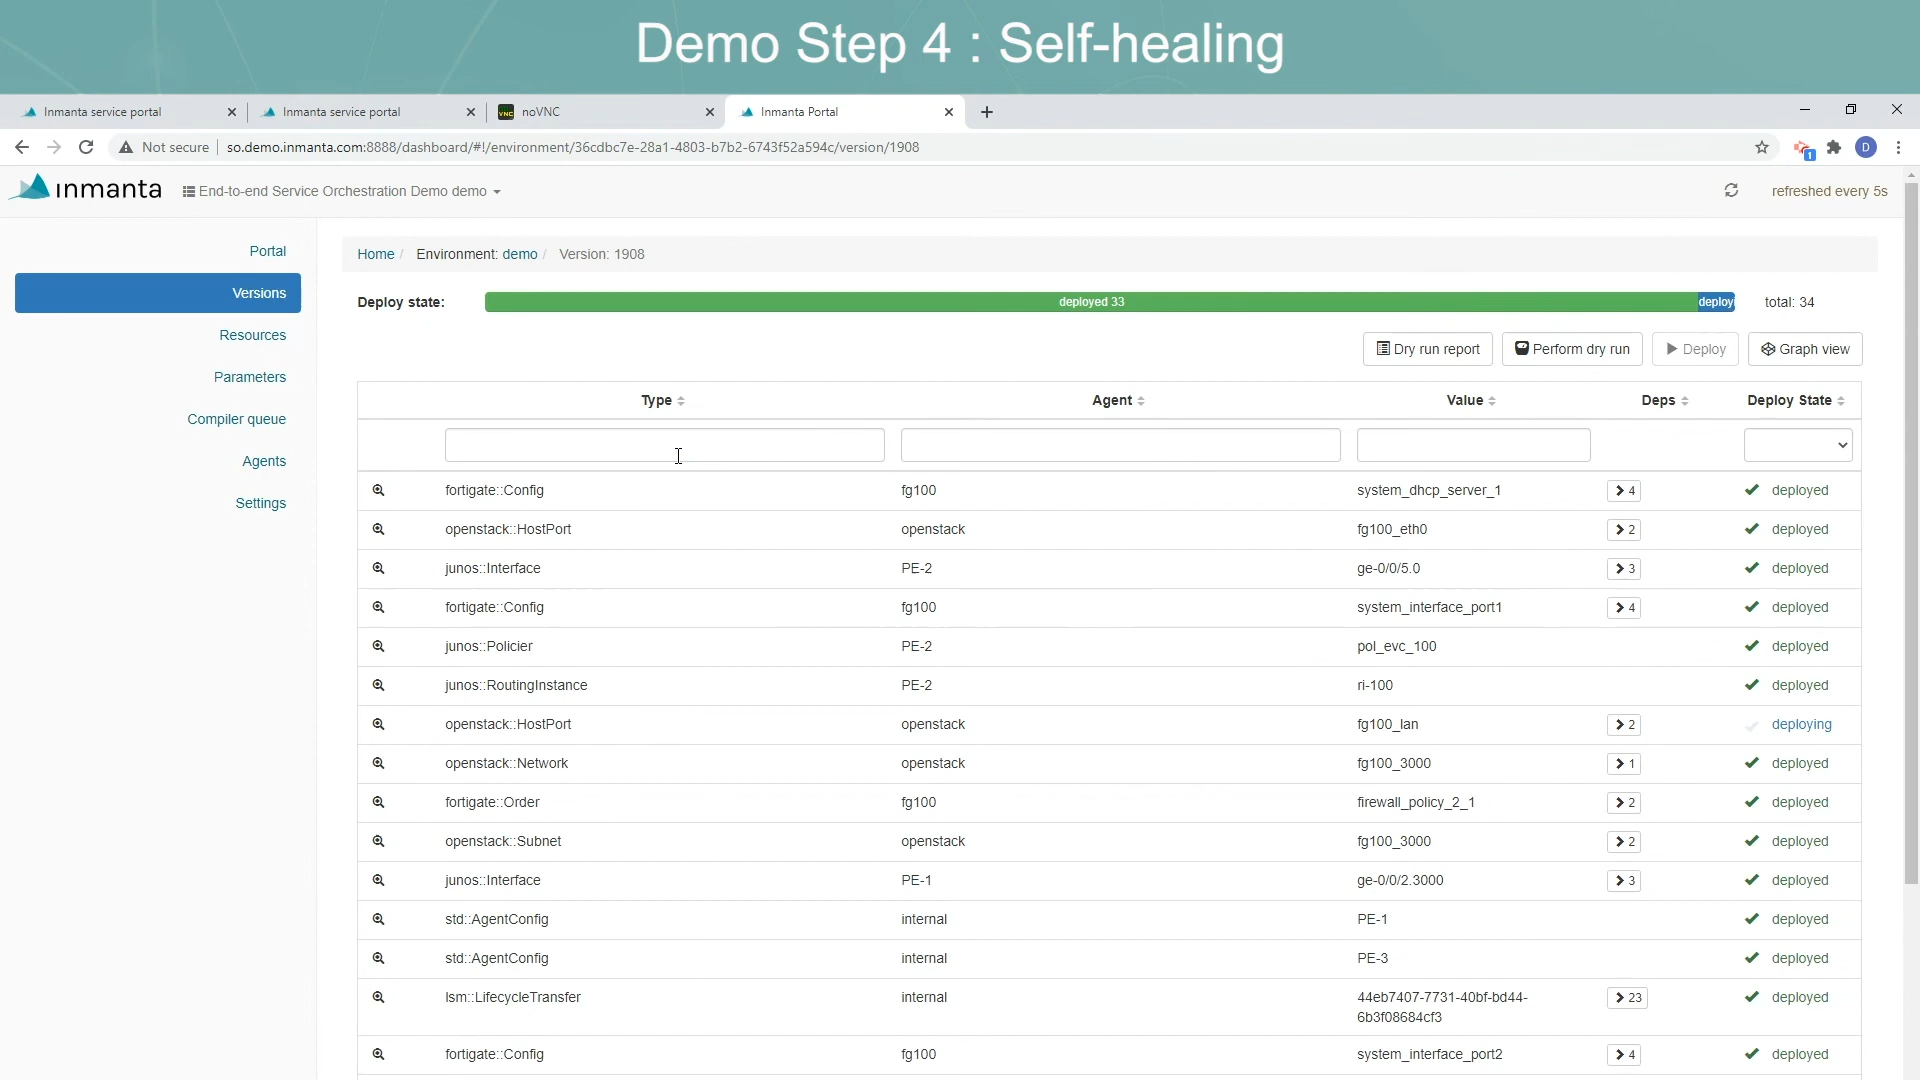 Demo Step 4 : Self-healing
Inmanta service portal
Inmanta service portal
VNC noVNC
Inmanta Portal
Not secure
so.demo.inmanta.com:8888/dashboard/#!/environment/36cdbc7e-28a1-4803-b7b2-6743f52a594c/version/1908
1
D
inmanta
End-to-end Service Orchestration Demo demo
refreshed every 5s
Portal
Versions
Resources
Parameters
Compiler queue
Agents
Settings
Home / Environment: demo / Version: 1908
Deploy state: deployed 33 deployi total: 34
Dry run report Perform dry run Deploy Graph view
Type Agent Value Deps Deploy State
fortigate::Config fg100 system_dhcp_server_1 4 deployed
openstack::HostPort openstack fg100_eth0 2 deployed
junos::Interface PE-2 ge-0/0/5.0 3 deployed
fortigate::Config fg100 system_interface_port1 4 deployed
junos::Policier PE-2 pol_evc_100 deployed
junos::RoutingInstance PE-2 ri-100 deployed
openstack::HostPort openstack fg100_lan 2 deploying
openstack::Network openstack fg100_3000 1 deployed
fortigate::Order fg100 firewall_policy_2_1 2 deployed
openstack::Subnet openstack fg100_3000 2 deployed
junos::Interface PE-1 ge-0/0/2.3000 3 deployed
std::AgentConfig internal PE-1 deployed
std::AgentConfig internal PE-3 deployed
lsm::LifecycleTransfer internal 44eb7407-7731-40bf-bd44- 23 deployed
6b3f08684cf3
fortigate::Config fg100 system_interface_port2 4 deployed